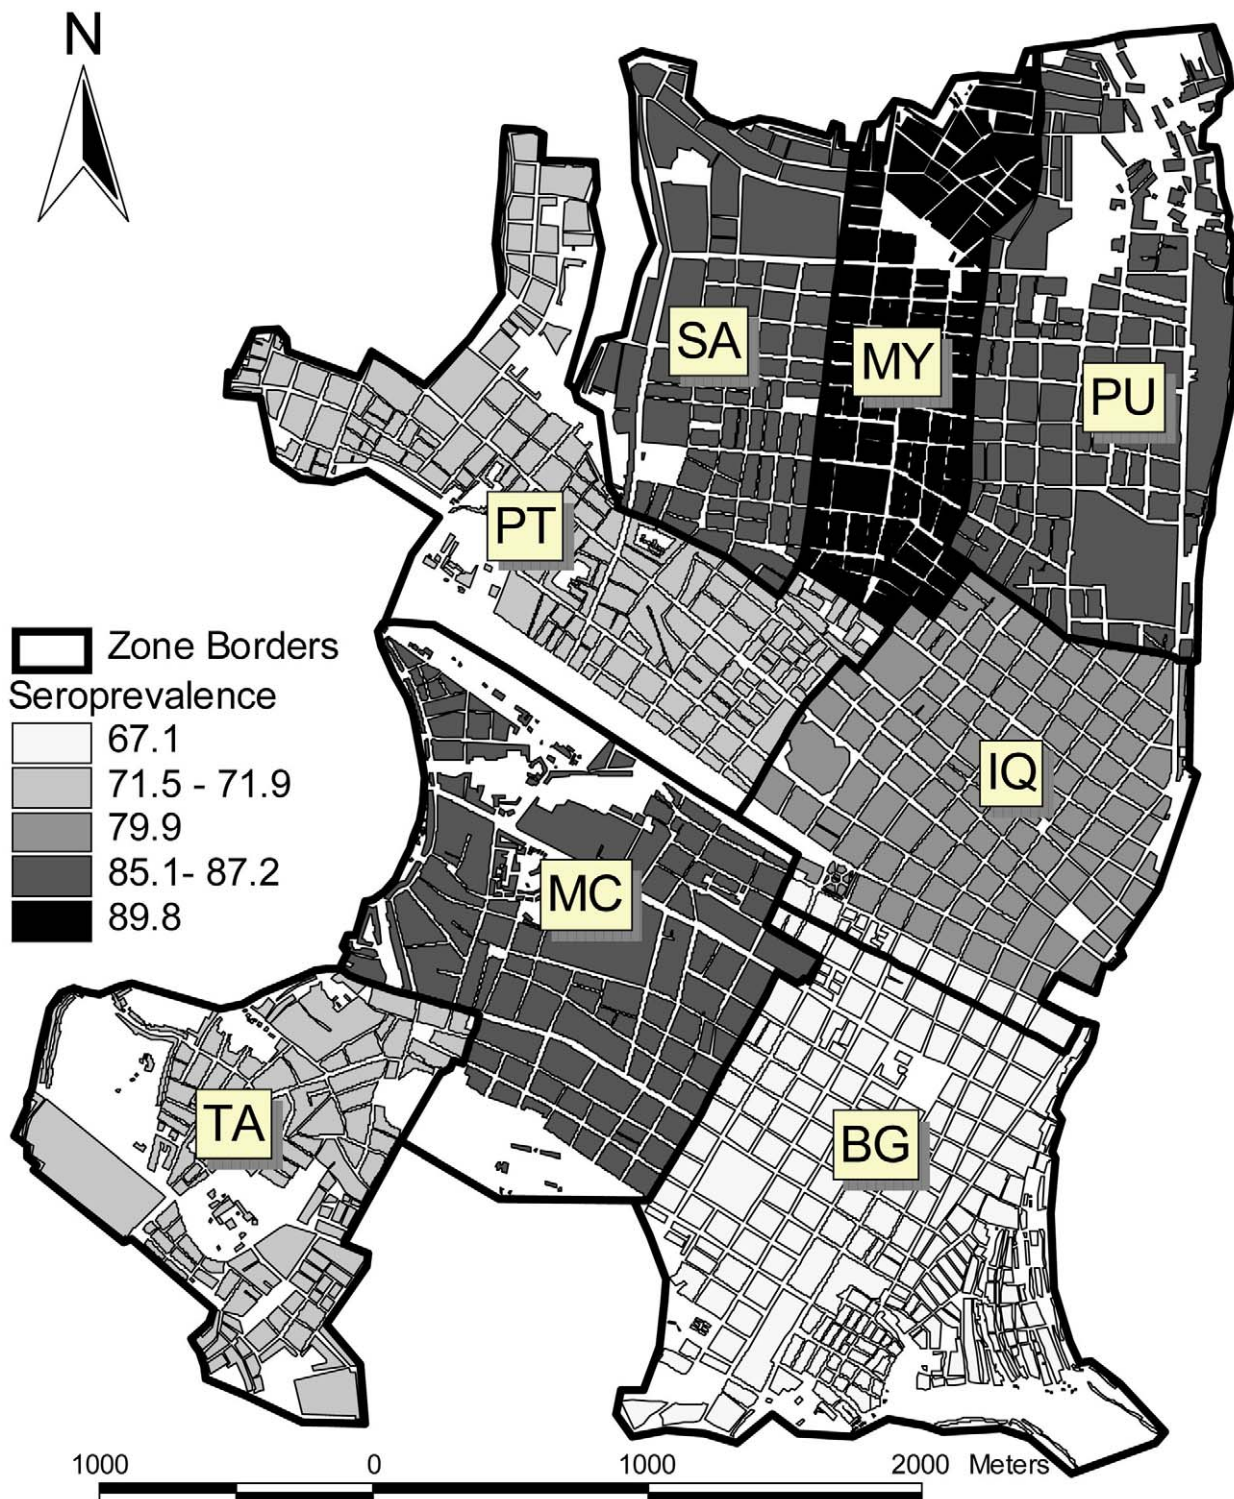 N
SA
MY
PU
PT
Zone Borders
Seroprevalence
67.1
71.5 - 71.9
79.9
85.1- 87.2
89.8
IQ
MC
TA
BG
1000 0 1000 2000 Meters